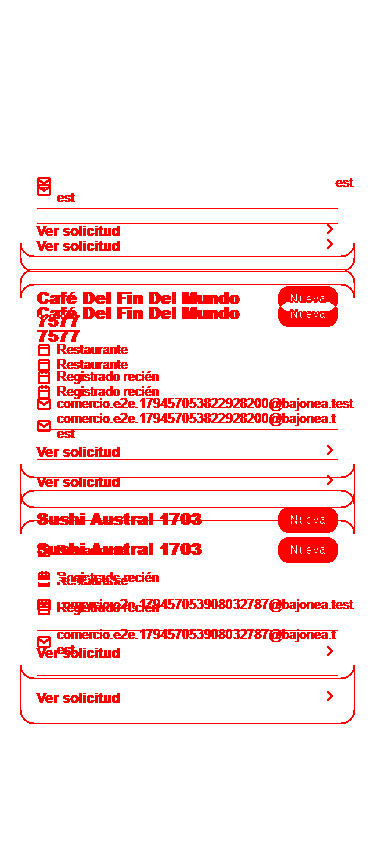 est
est
Ver solicitud
Ver solicitud
Café Del Fin Del Mundo Nueva
Café Del Fin Del Mundo Nueva
7577
7577
Restaurante
Restaurante
Registrado recién
Registrado recién
comercio.e2e.179457053822928200@bajonea.test
comercio.e2e.179457053822928200@bajonea.t
est
Ver solicitud
Ver solicitud
Sushi Austral 1703 Nueva
Sushi Austral 1703 Nueva
Registrado recién
comercio.e2e.179457053908032787@bajonea.test
comercio.e2e.179457053908032787@bajonea.t
est
Ver solicitud
Ver solicitud